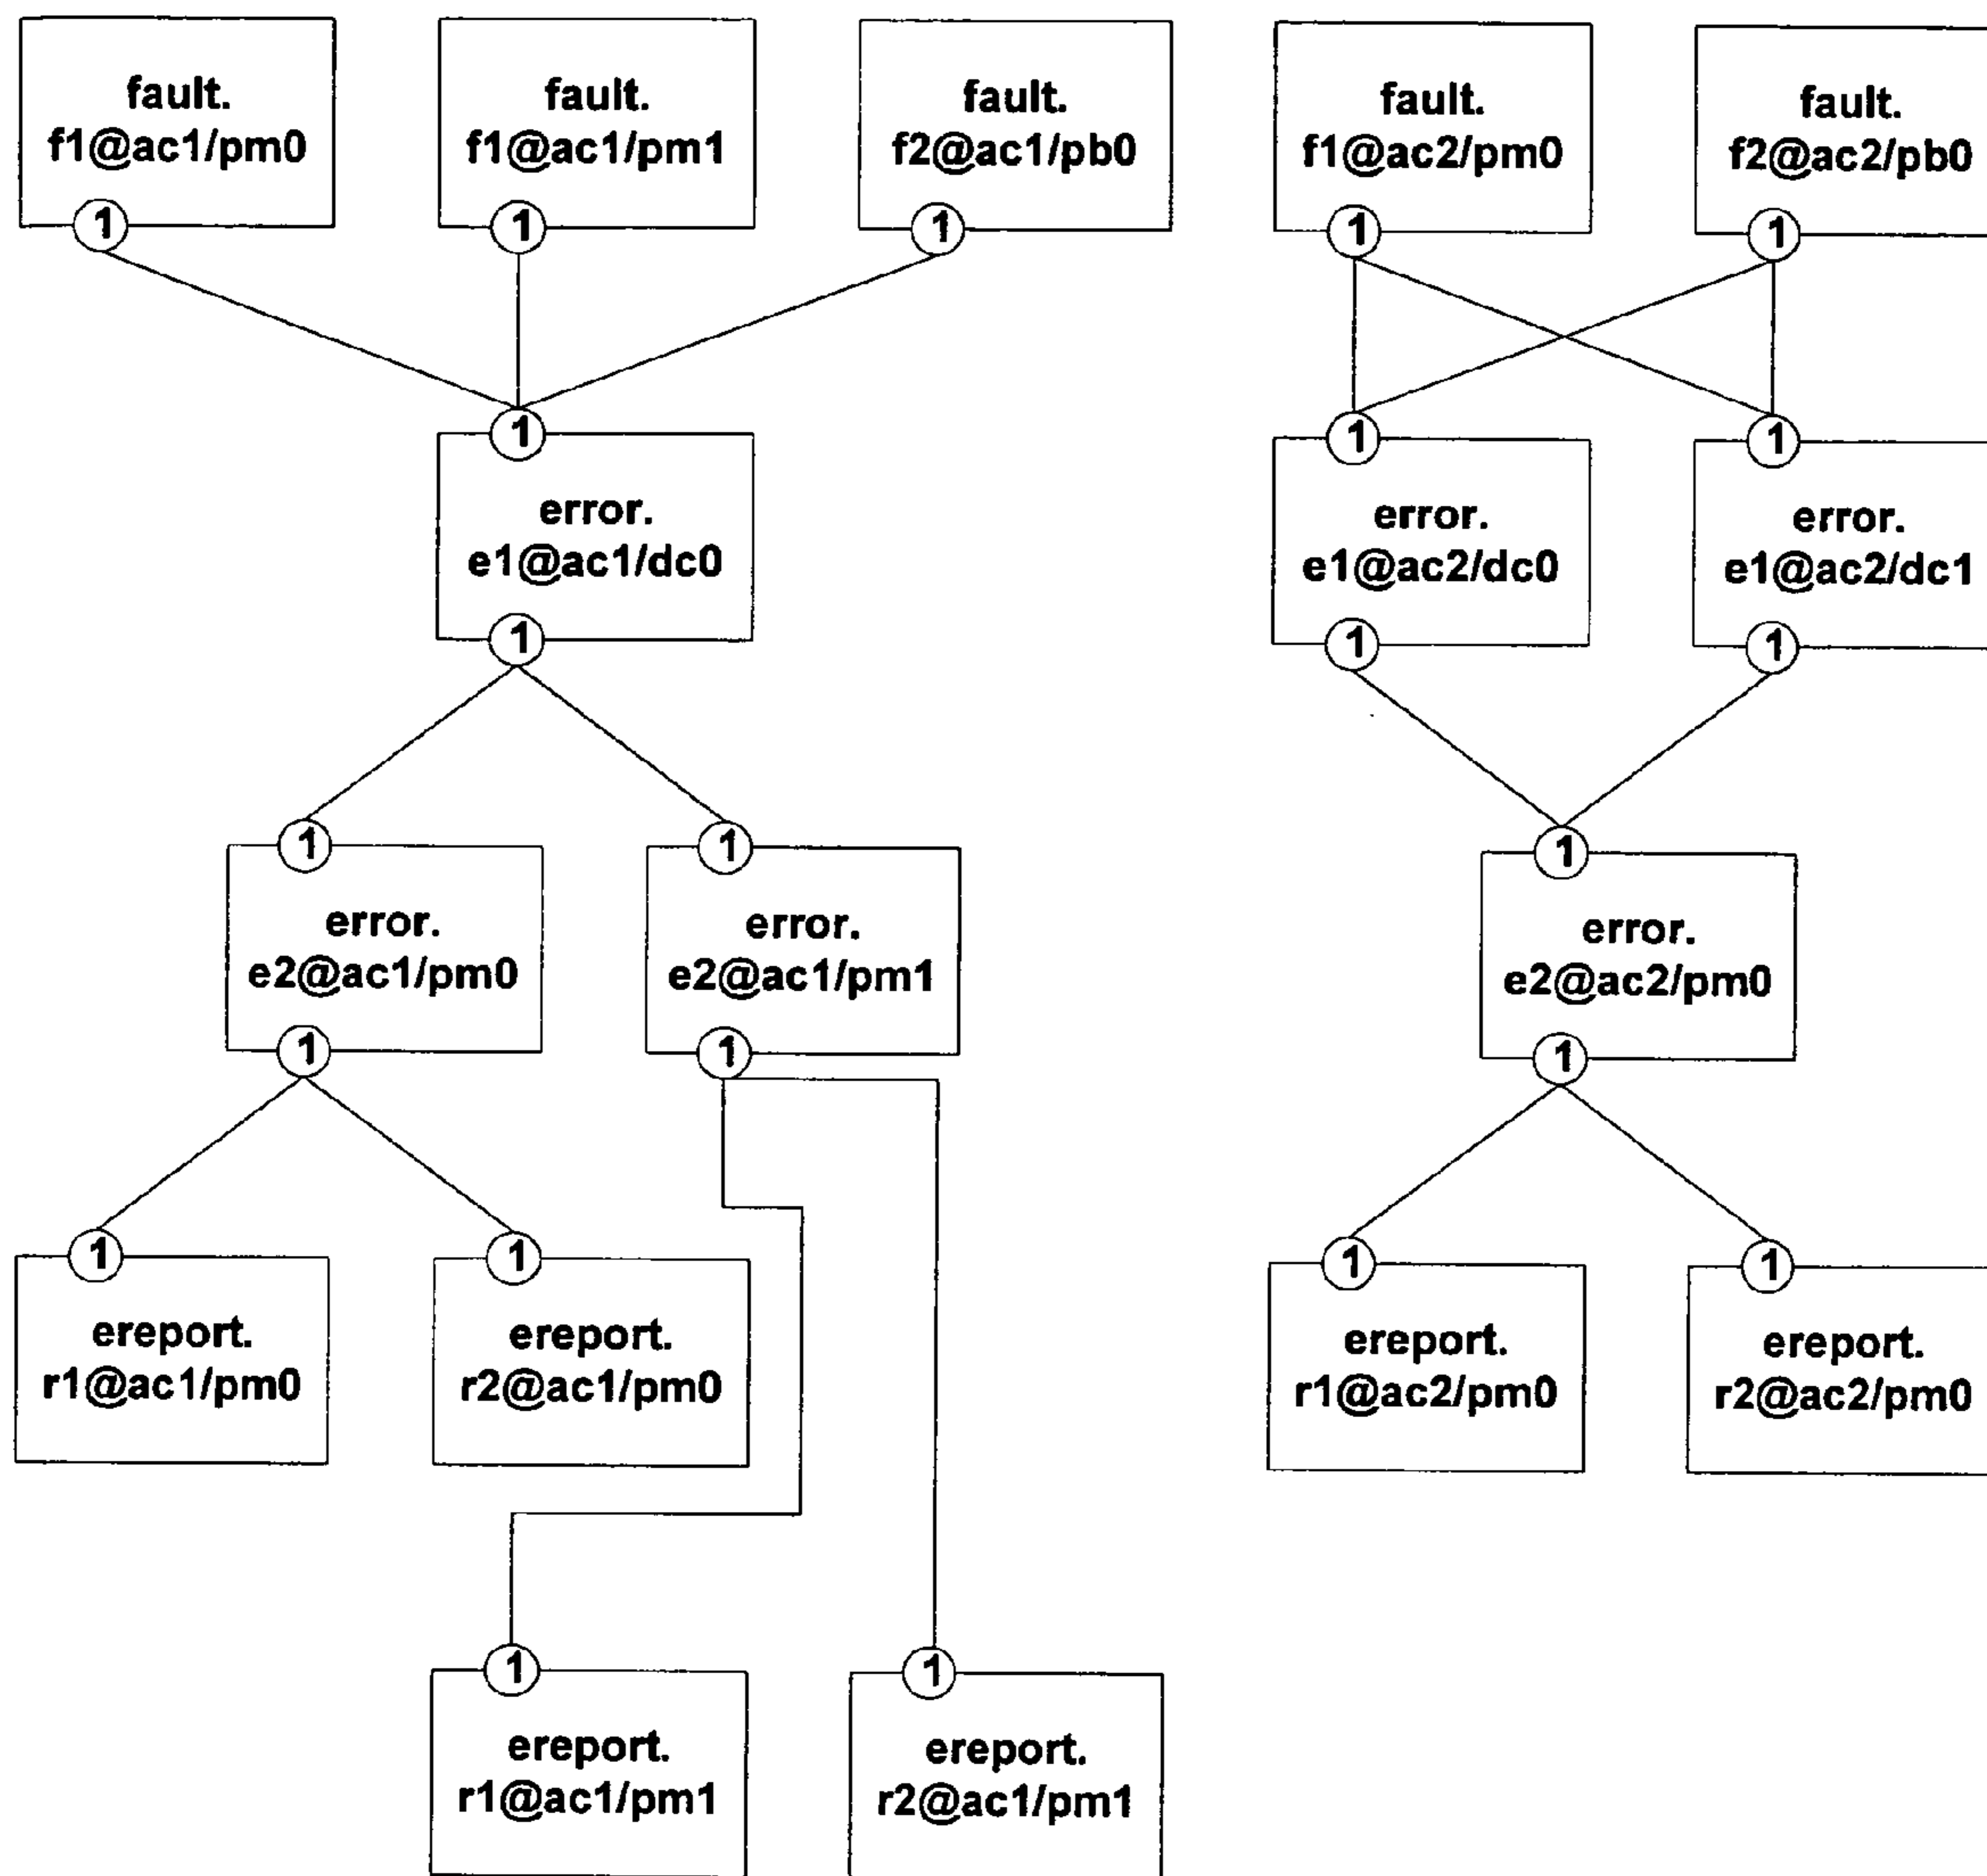 fault.
f1@ac1/pm0
fault.
f1@ac1/pm1
fault.
f2@ac1/pb0
fault.
f1@ac2/pm0
fault.
f2@ac2/pb0
1
1
1
1
1
1
1
1
error.
e1@ac1/dc0
error.
e1@ac2/dc0
error.
e1@ac2/dc1
1
1
1
1
1
1
error.
e2@ac1/pm0
error.
e2@ac1/pm1
error.
e2@ac2/pm0
1
1
1
1
1
1
1
ereport.
r1@ac1/pm0
ereport.
r2@ac1/pm0
ereport.
r1@ac2/pm0
ereport.
r2@ac2/pm0
1
1
ereport.
r1@ac1/pm1
ereport.
r2@ac1/pm1